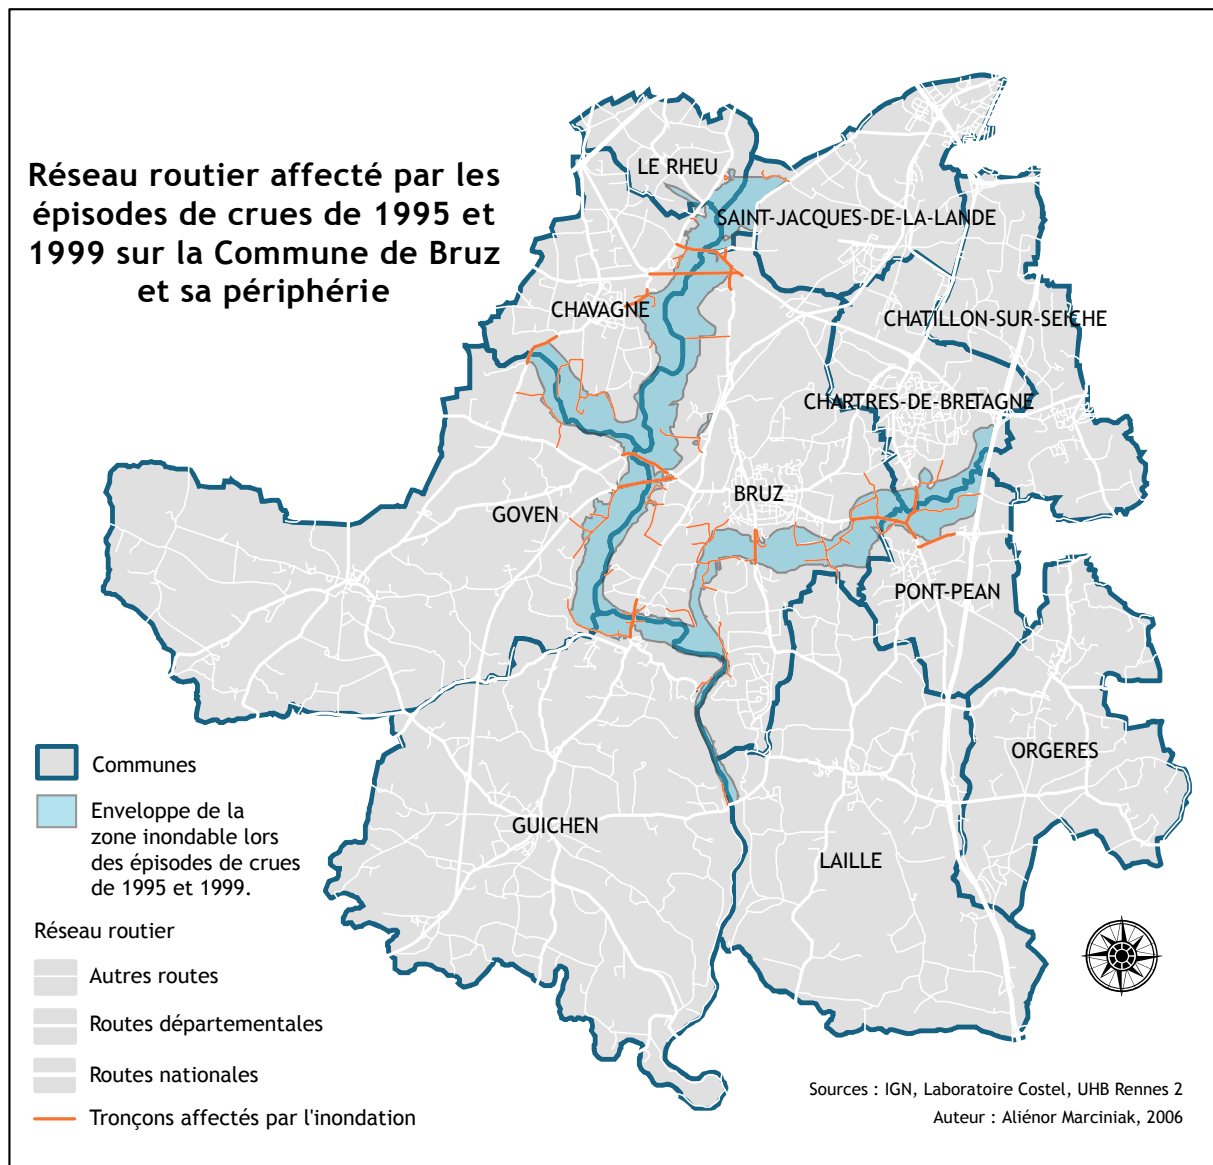 Réseau routier affecté par les
épisodes de crues de 1995 et
1999 sur la Commune de Bruz
et sa périphérie
LE RHEU
SAINT-JACQUES-DE-LA-LANDE
CHAVAGNE
CHATILLON-SUR-SEICHE
CHARTRES-DE-BRETAGNE
BRUZ
GOVEN
PONT-PEAN
ORGERES
GUICHEN
LAILLE
Communes
Enveloppe de la
zone inondable lors
des épisodes de crues
de 1995 et 1999.
Réseau routier
Autres routes
Routes départementales
Routes nationales
Tronçons affectés par l'inondation
Sources : IGN, Laboratoire Costel, UHB Rennes 2
Auteur : Aliénor Marciniak, 2006